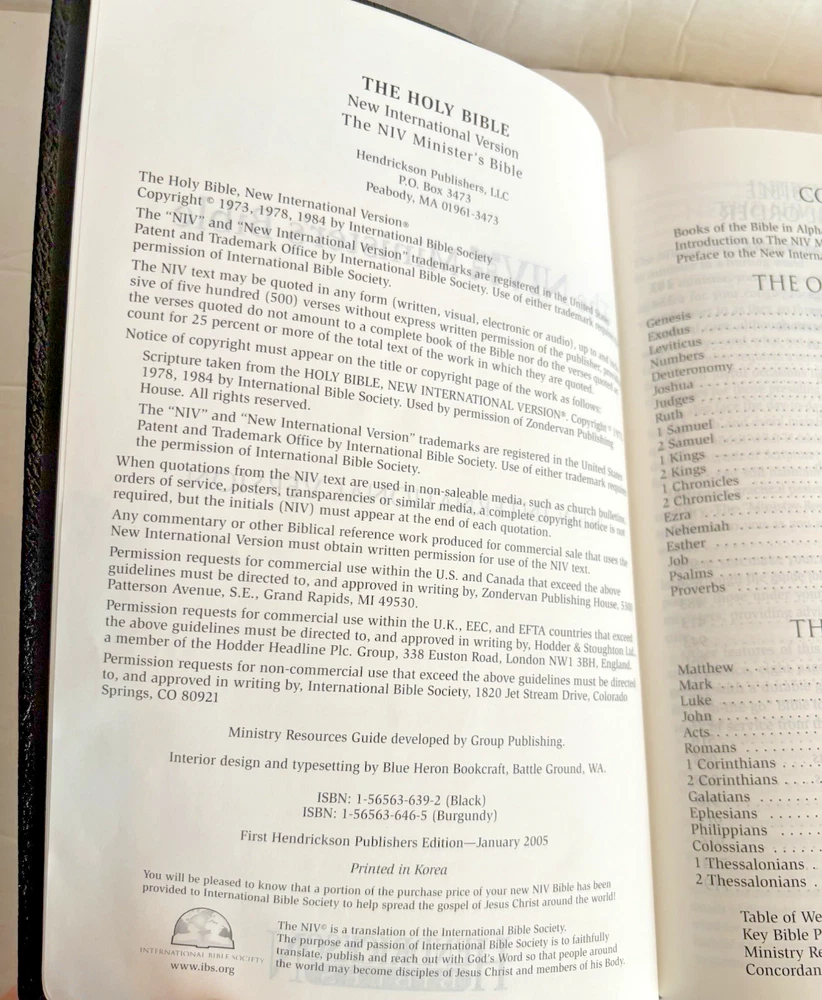 THE HOLY BIBLE
New International Version
The NIV Minister's Bible
Hendrickson Publishers, LLC
P.O. Box 3473
Peabody, MA 01961-3473
The Holy Bible, New International Version®
Copyright © 1973, 1978, 1984 by International Bible Society
The "NIV" and "New International Version" trademarks are registered in the United States
Patent and Trademark Office by International Bible Society. Use of either trademark requires
permission of International Bible Society.
The NIV text may be quoted in any form (written, visual, electronic or audio), up to and
sive of five hundred (500) verses without express written permission of the publisher,
the verses quoted do not amount to a complete book of the Bible nor do the verses quoted
count for 25 percent or more of the total text of the work in which they are quoted.
Notice of copyright must appear on the title or copyright page of the work as follows:
Scripture taken from the HOLY BIBLE, NEW INTERNATIONAL VERSION®. Copyright © 1973,
1978, 1984 by International Bible Society. Used by permission of Zondervan Publishing
House. All rights reserved.
The "NIV" and "New International Version" trademarks are registered in the United States
Patent and Trademark Office by International Bible Society. Use of either trademark requires
the permission of International Bible Society.
When quotations from the NIV text are used in non-saleable media, such as church bulletins,
orders of service, posters, transparencies or similar media, a complete copyright notice is not
required, but the initials (NIV) must appear at the end of each quotation.
Any commentary or other Biblical reference work produced for commercial sale that uses the
New International Version must obtain written permission for use of the NIV text.
Permission requests for commercial use within the U.S. and Canada that exceed the above
guidelines must be directed to, and approved in writing by, Zondervan Publishing House, 5300
Patterson Avenue, S.E., Grand Rapids, MI 49530.
Permission requests for commercial use within the U.K., EEC, and EFTA countries that exceed
the above guidelines must be directed to, and approved in writing by, Hodder & Stoughton Ltd.,
a member of the Hodder Headline Plc. Group, 338 Euston Road, London NW1 3BH, England.
Permission requests for non-commercial use that exceed the above guidelines must be directed
to, and approved in writing by, International Bible Society, 1820 Jet Stream Drive, Colorado
Springs, CO 80921
Ministry Resources Guide developed by Group Publishing.
Interior design and typesetting by Blue Heron Bookcraft, Battle Ground, WA.
ISBN: 1-56563-639-2 (Black)
ISBN: 1-56563-646-5 (Burgundy)
First Hendrickson Publishers Edition—January 2005
Printed in Korea
You will be pleased to know that a portion of the purchase price of your new NIV Bible has been
provided to International Bible Society to help spread the gospel of Jesus Christ around the world!
INTERNATIONAL BIBLE SOCIETY
www.ibs.org
The NIV© is a translation of the International Bible Society.
The purpose and passion of International Bible Society is to faithfully
translate, publish and reach out with God's Word so that people around
the world may become disciples of Jesus Christ and members of his Body.
CO
Books of the Bible in Alph
Introduction to The NIV M
Preface to the New Interna
THE O
Genesis
Exodus
Leviticus
Numbers
Deuteronomy
Joshua
Judges
Ruth
1 Samuel
2 Samuel
1 Kings
2 Kings
1 Chronicles
2 Chronicles
Ezra
Nehemiah
Esther
Job
Psalms
Proverbs
TH
Matthew
Mark
Luke
John
Acts
Romans
1 Corinthians
2 Corinthians
Galatians
Ephesians
Philippians
Colossians
1 Thessalonians
2 Thessalonians
Table of We
Key Bible P
Ministry Re
Concordan